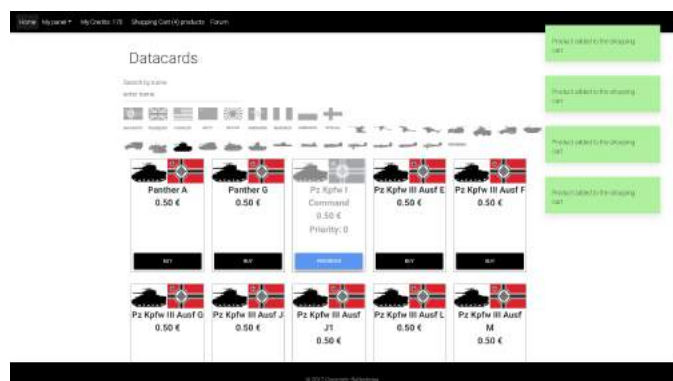 Home My panel My Credits: 178 Shopping Cart (4) products Forum
Product added to the shopping
cart
Datacards
Search by name
enter name
Product added to the shopping
cart
Product added to the shopping
cart
Product added to the shopping
cart
Panther A
0.50 €
BUY
Panther G
0.50 €
BUY
Pz Kpfw I
Command
0.50 €
Priority: 0
Pz Kpfw III Ausf E
0.50 €
BUY
Pz Kpfw III Ausf F
0.50 €
BUY
Pz Kpfw III Ausf G
0.50 €
Pz Kpfw III Ausf J
0.50 €
Pz Kpfw III Ausf
J1
0.50 €
Pz Kpfw III Ausf L
0.50 €
Pz Kpfw III Ausf
M
0.50 €
© 2017 Copyright: